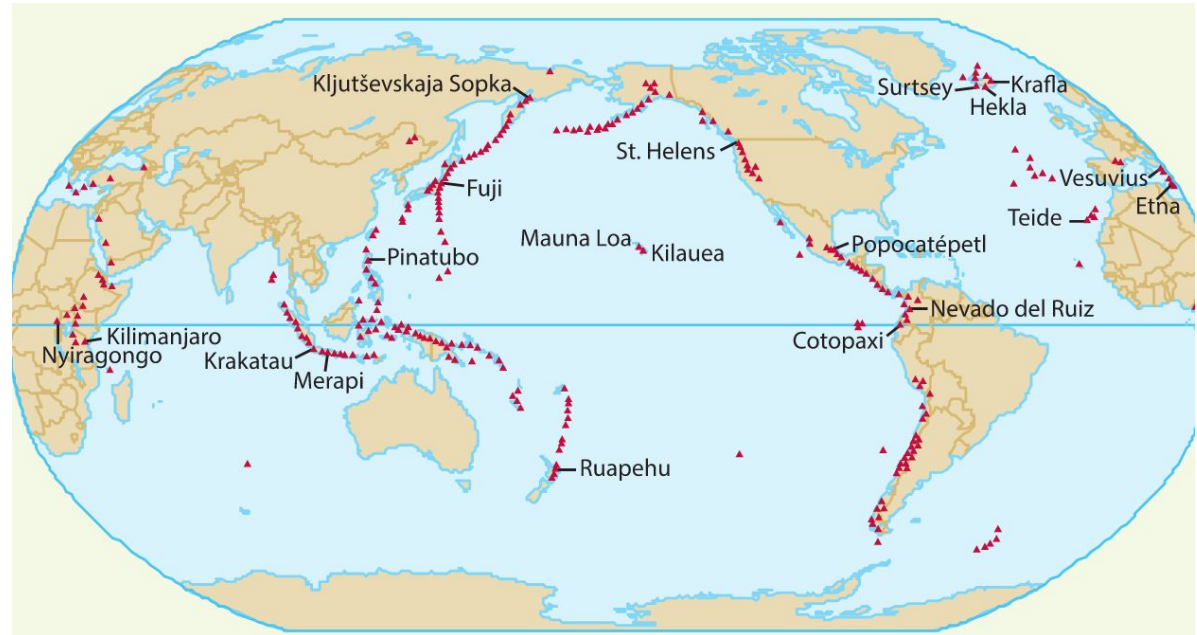 Kljutševskaja Sopka
Surtsey
Krafla
Hekla
St. Helens
Fuji
Vesuvius
Etna
Teide
Mauna Loa
Kilauea
Popocatépetl
Pinatubo
Nevado del Ruiz
Cotopaxi
Kilimanjaro
Nyiragongo
Krakatau
Merapi
Ruapehu